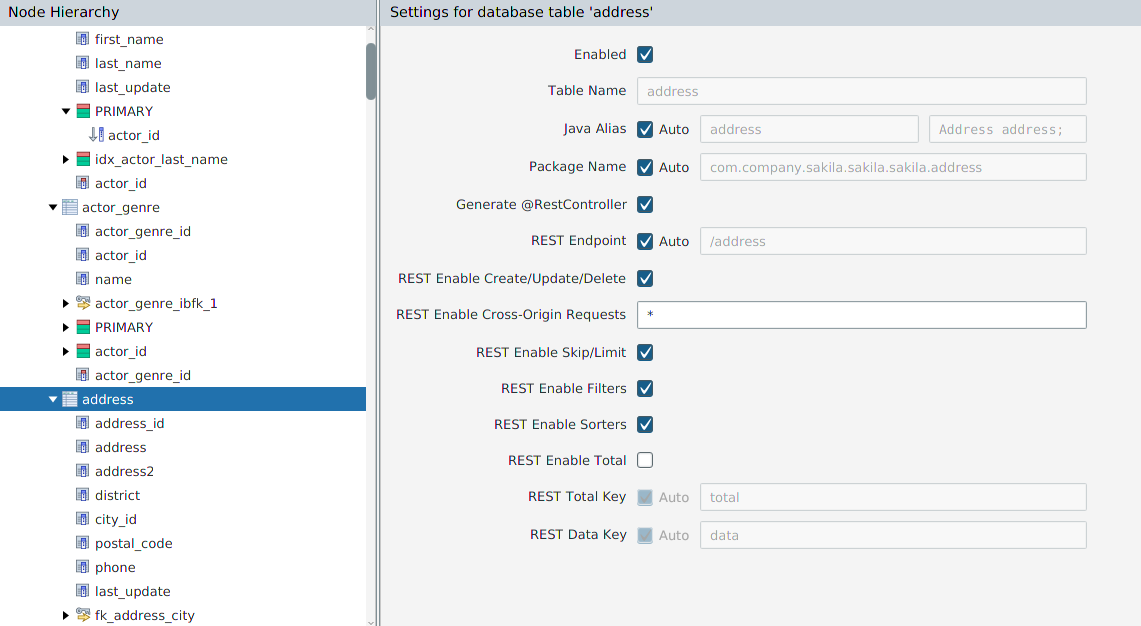 Node Hierarchy
first_name
last_name
last_update
PRIMARY
actor_id
idx_actor_last_name
actor_id
actor_genre
actor_genre_id
actor_id
name
actor_genre_ibfk_1
PRIMARY
actor_id
actor_genre_id
address
address_id
address
address2
district
city_id
postal_code
phone
last_update
fk_address_city
Settings for database table 'address'
Enabled
Table Name address
Java Alias Auto address Address address;
Package Name Auto com.company.sakila.sakila.sakila.address
Generate @RestController
REST Endpoint Auto /address
REST Enable Create/Update/Delete
REST Enable Cross-Origin Requests *
REST Enable Skip/Limit
REST Enable Filters
REST Enable Sorters
REST Enable Total
REST Total Key Auto total
REST Data Key Auto data